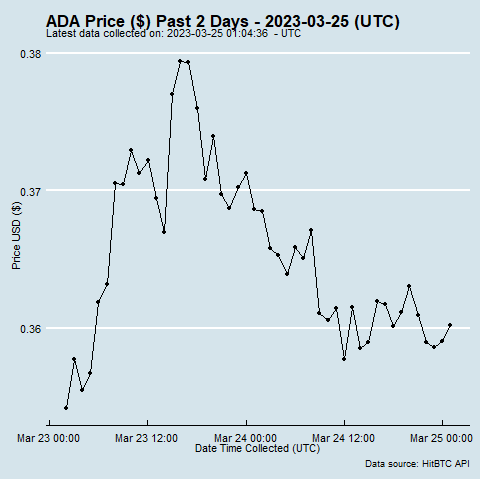 ADA Price ($) Past 2 Days - 2023-03-25 (UTC)
Latest data collected on: 2023-03-25 01:04:36 - UTC
0.38
0.37
0.36
Price USD ($)
Mar 23 00:00 Mar 23 12:00 Mar 24 00:00 Mar 24 12:00 Mar 25 00:00
Date Time Collected (UTC)
Data source: HitBTC API